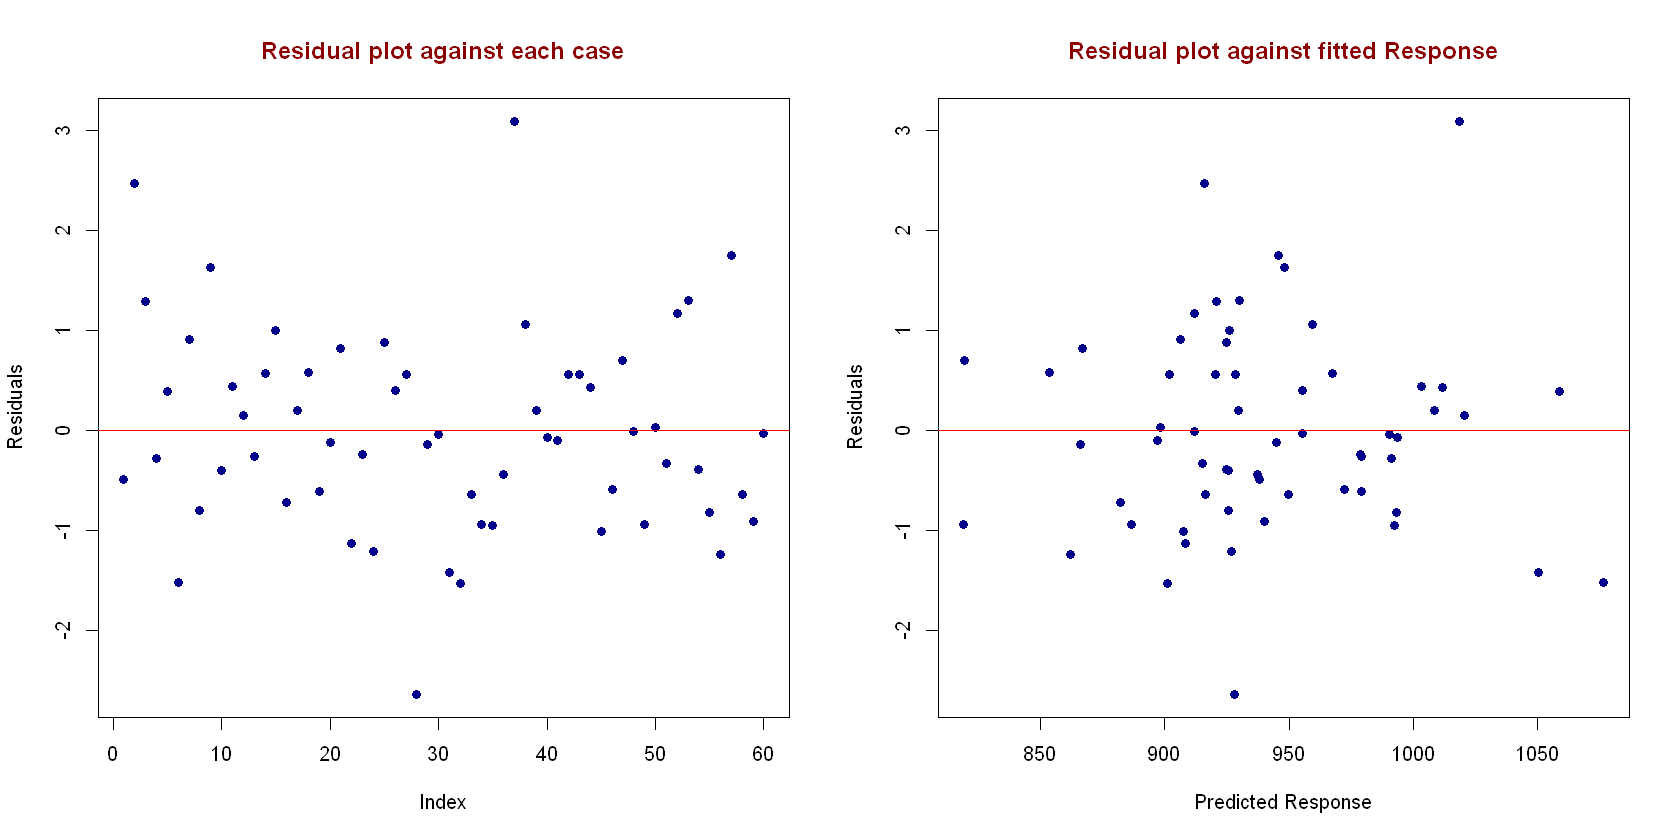 Residual plot against each case
Residuals
3
2
1
0
-1
-2
0 10 20 30 40 50 60
Index
Residual plot against fitted Response
Residuals
3
2
1
0
-1
-2
850 900 950 1000 1050
Predicted Response